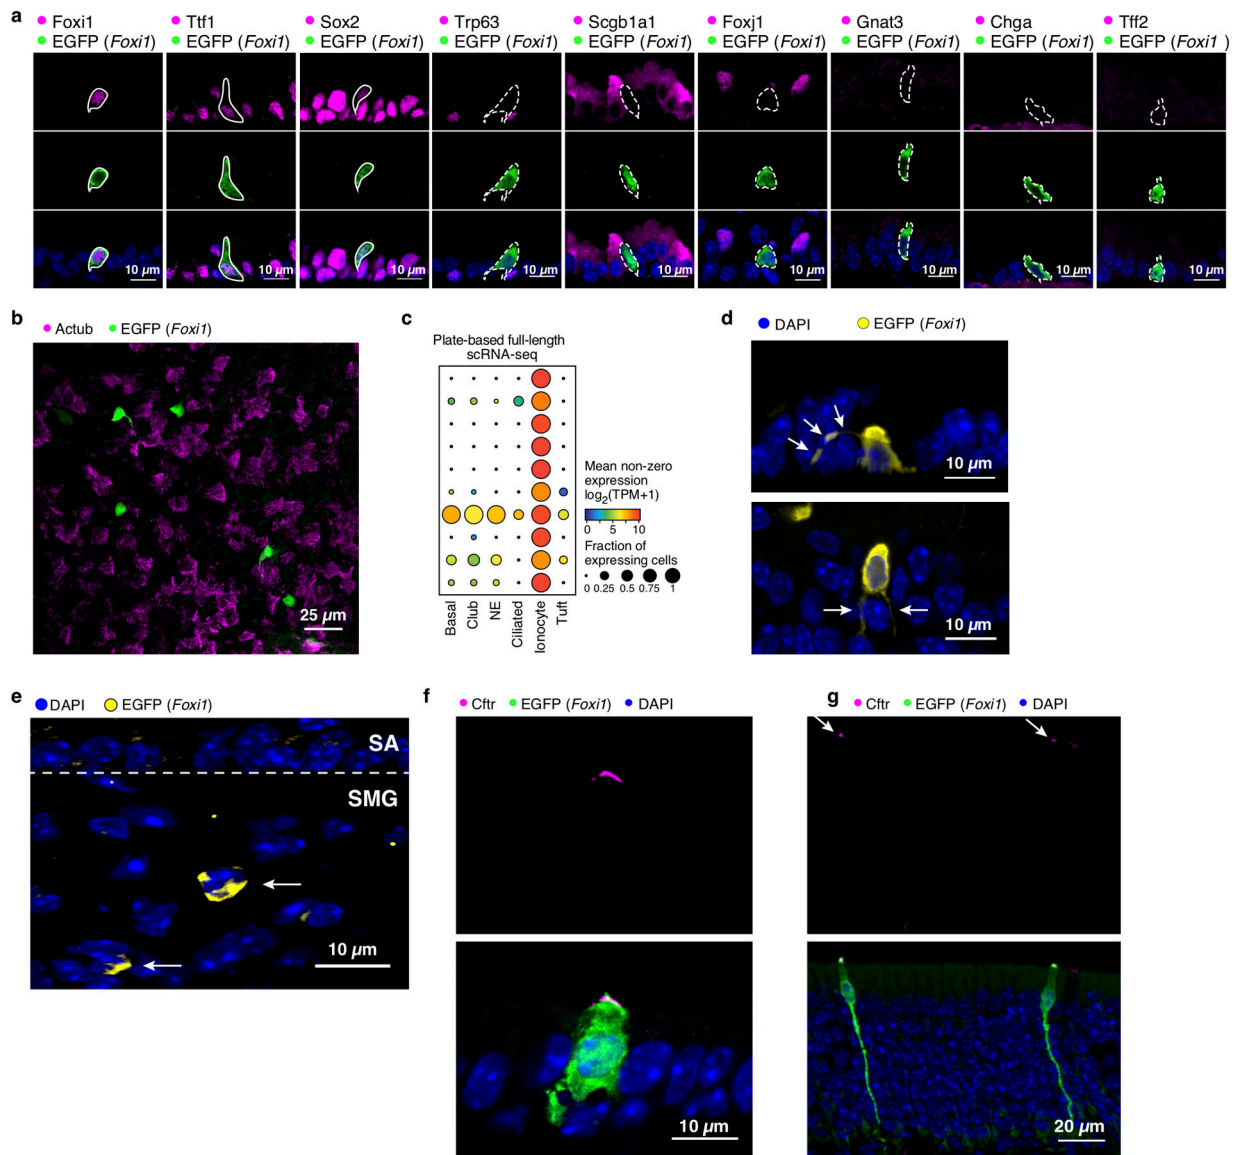 a
Foxi1
EGFP (Foxi1)
Ttf1
EGFP (Foxi1)
Sox2
EGFP (Foxi1)
Trp63
EGFP (Foxi1)
Scgb1a1
EGFP (Foxi1)
Foxj1
EGFP (Foxi1)
Gnat3
EGFP (Foxi1)
Chga
EGFP (Foxi1)
Tff2
EGFP (Foxi1)
10 µm
10 µm
10 µm
10 µm
10 µm
10 µm
10 µm
10 µm
10 µm
b
Actub EGFP (Foxi1)
25 µm
c
Plate-based full-length
scRNA-seq
Mean non-zero
expression
log2(TPM+1)
0 5 10
Fraction of
expressing cells
0 0.25 0.5 0.75 1
Basal
Club
NE
Ciliated
Ionocyte
Tuft
d
DAPI EGFP (Foxi1)
10 µm
10 µm
e
DAPI EGFP (Foxi1)
SA
SMG
10 µm
f
Cftr EGFP (Foxi1) DAPI
10 µm
g
Cftr EGFP (Foxi1) DAPI
20 µm